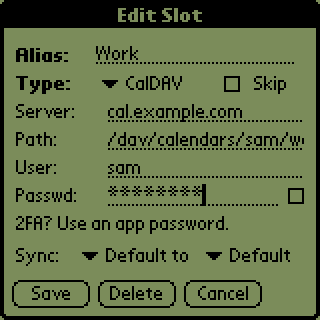 Edit Slot
Alias: Work
Type: CalDAV Skip
Server: cal.example.com
Path: /dav/calendars/sam/
User: sam
Passwd: ********
2FA? Use an app password.
Sync: Default to Default
Save Delete Cancel